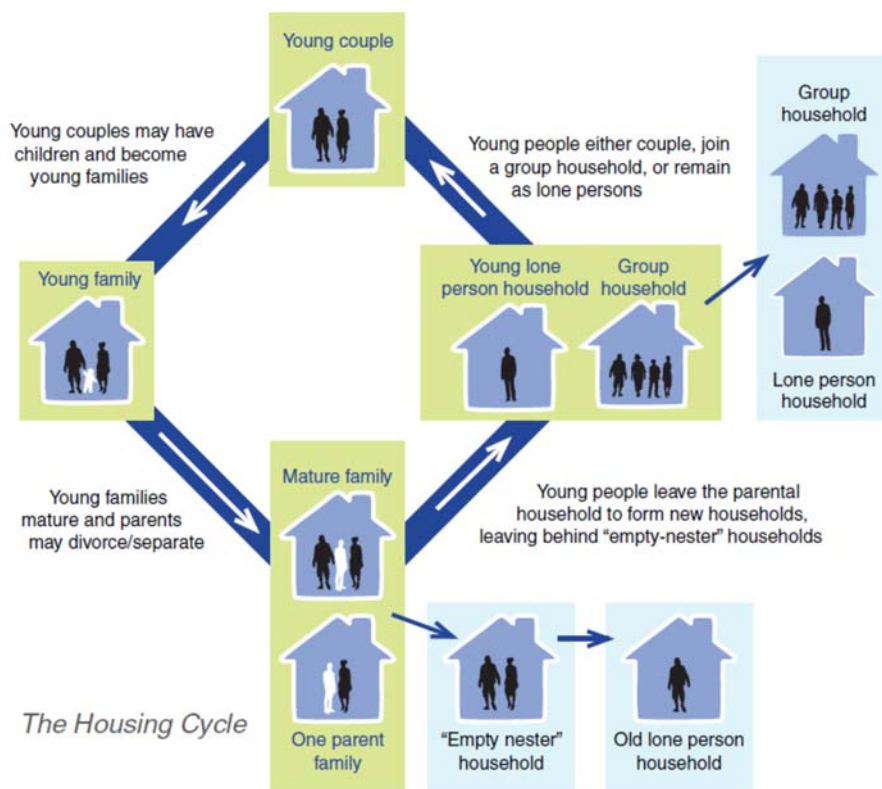 Young couple
Young couples may have
children and become
young families
Young people either couple, join
a group household, or remain
as lone persons
Group
household
Young family
Young lone
person household
Group
household
Lone person
household
Young families
mature and parents
may divorce/separate
Mature family
Young people leave the parental
household to form new households,
leaving behind “empty-nester” households
The Housing Cycle
One parent
family
“Empty nester”
household
Old lone person
household